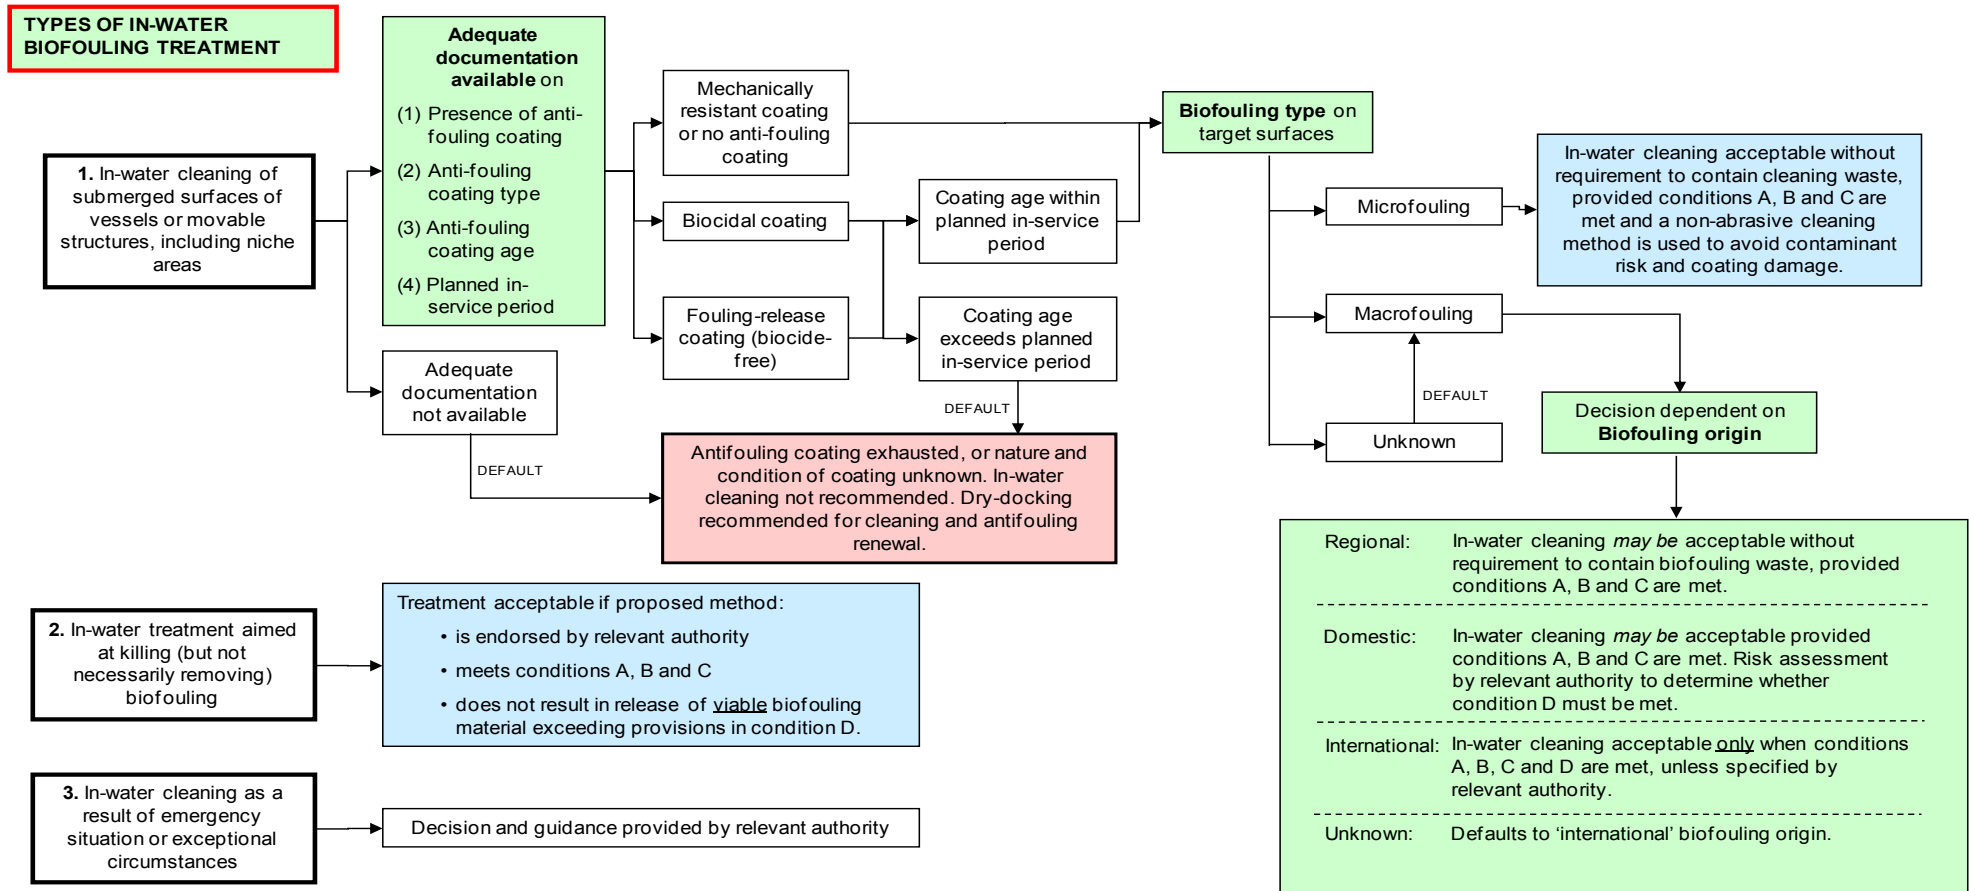 TYPES OF IN-WATER
BIOFOULING TREATMENT
1. In-water cleaning of
submerged surfaces of
vessels or movable
structures, including niche
areas
Adequate
documentation
available on
(1) Presence of anti-
fouling coating
(2) Anti-fouling
coating type
(3) Anti-fouling
coating age
(4) Planned in-
service period
Adequate
documentation
not available
DEFAULT
Mechanically
resistant coating
or no anti-fouling
coating
Biocidal coating
Fouling-release
coating (biocide-
free)
Coating age within
planned in-service
period
Coating age
exceeds planned
in-service period
DEFAULT
Antifouling coating exhausted, or nature and
condition of coating unknown. In-water
cleaning not recommended. Dry-docking
recommended for cleaning and antifouling
renewal.
Biofouling type on
target surfaces
Microfouling
Macrofouling
DEFAULT
Unknown
In-water cleaning acceptable without
requirement to contain cleaning waste,
provided conditions A, B and C are
met and a non-abrasive cleaning
method is used to avoid contaminant
risk and coating damage.
Decision dependent on
Biofouling origin
Regional: In-water cleaning may be acceptable without
requirement to contain biofouling waste, provided
conditions A, B and C are met.
Domestic: In-water cleaning may be acceptable provided
conditions A, B and C are met. Risk assessment
by relevant authority to determine whether
condition D must be met.
International: In-water cleaning acceptable only when conditions
A, B, C and D are met, unless specified by
relevant authority.
Unknown: Defaults to ‘international’ biofouling origin.
2. In-water treatment aimed
at killing (but not
necessarily removing)
biofouling
Treatment acceptable if proposed method:
• is endorsed by relevant authority
• meets conditions A, B and C
• does not result in release of viable biofouling
material exceeding provisions in condition D.
3. In-water cleaning as a
result of emergency
situation or exceptional
circumstances
Decision and guidance provided by relevant authority